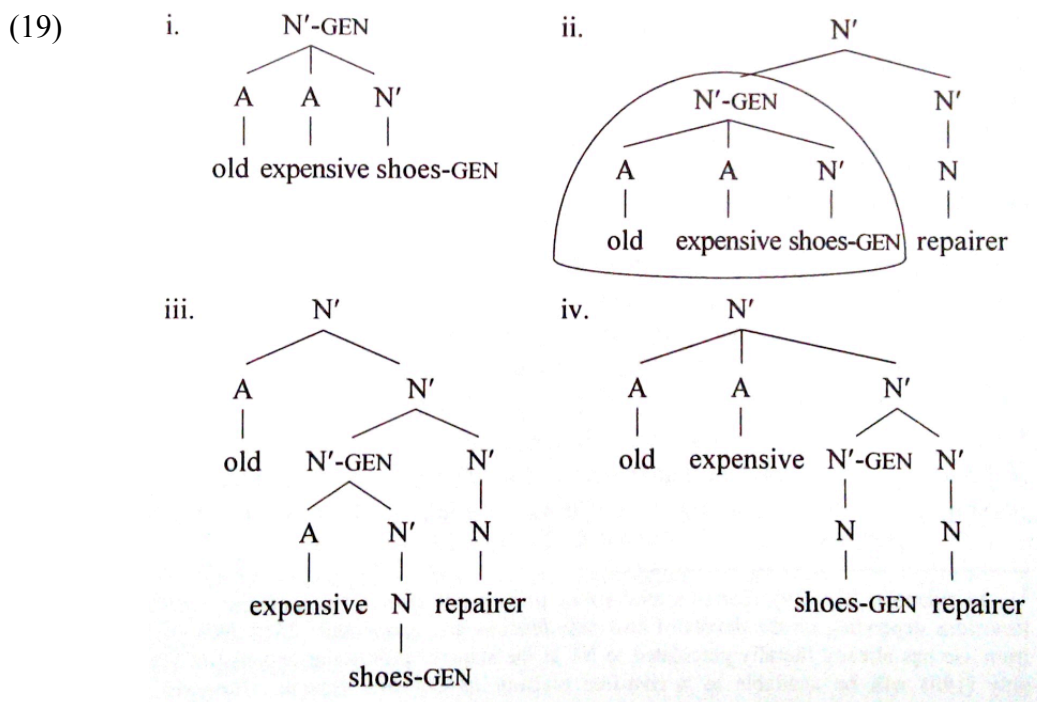 (19) i. N′-GEN ii. N′
A A N′ N′-GEN N′
old expensive shoes-GEN A A N′ N
old expensive shoes-GEN repairer
iii. N′ iv. N′
A N′ A A N′
old N′-GEN N′ old expensive N′-GEN N′
A N′ N N N
expensive N repairer shoes-GEN repairer
shoes-GEN